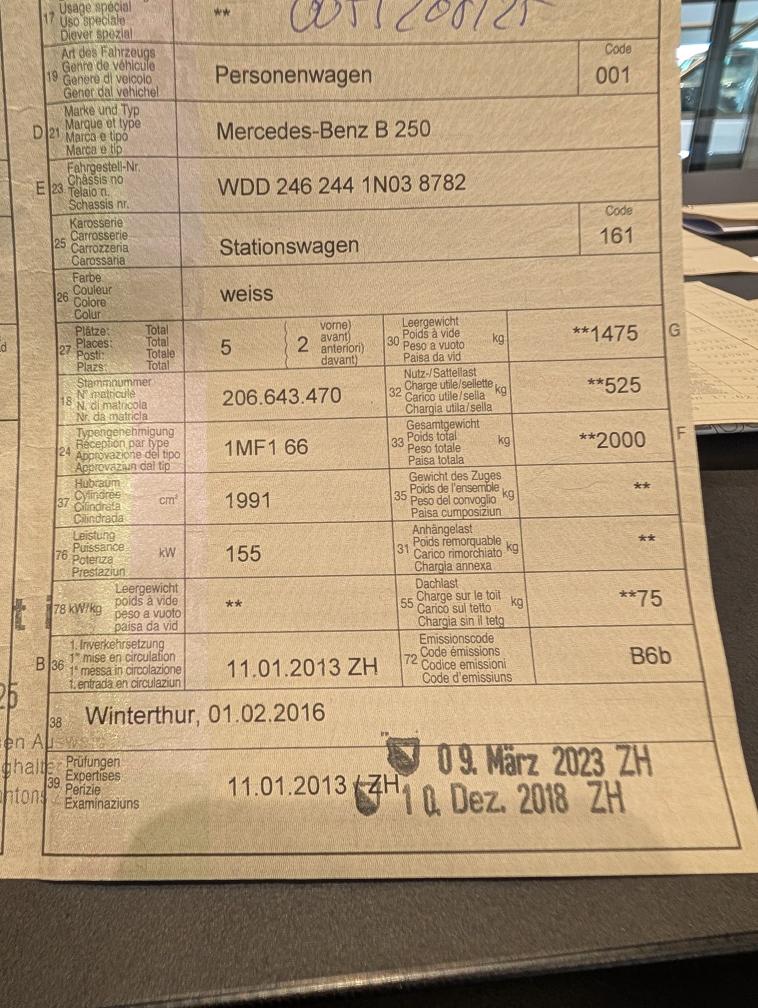 17 Usage spécial
Uso speciale
Diever spezial
**
19 Art des Fahrzeugs
Genre de véhicule
Genere di veicolo
Gener dal vehichel
Personenwagen
Code
001
D 21 Marke und Typ
Marque et type
Marca e tipo
Marca e tip
Mercedes-Benz B 250
E 23 Fahrgestell-Nr.
Châssis no
Telaio n.
Schassis nr.
WDD 246 244 1N03 8782
25 Karosserie
Carrosserie
Carrozzeria
Carossaria
Stationswagen
Code
161
26 Farbe
Couleur
Colore
Colur
weiss
27 Plätze: Total
Places: Total
Posti: Totale
Plazs: Total
5
2
vorne)
avant)
anteriori)
davant)
30 Leergewicht
Poids à vide
Peso a vuoto
Paisa da vid
kg
**1475
G
18 Stammnummer
N° matricule
N. di matricola
Nr. da matricla
206.643.470
32 Nutz-/Sattellast
Charge utile/sellette
Carico utile/sella
Chargia utila/sella
kg
**525
24 Typengenehmigung
Réception par type
Approvazione del tipo
Approvaziun dal tip
1MF1 66
33 Gesamtgewicht
Poids total
Peso totale
Paisa totala
kg
**2000
F
37 Hubraum
Cylindrée
Cilindrata
Cilindrada
cm³
1991
35 Gewicht des Zuges
Poids de l'ensemble
Peso del convoglio
Paisa cumposiziun
kg
**
76 Leistung
Puissance
Potenza
Prestaziun
kW
155
31 Anhängelast
Poids remorquable
Carico rimorchiato
Chargia annexa
kg
**
78 kW/kg
Leergewicht
poids à vide
peso a vuoto
paisa da vid
**
55 Dachlast
Charge sur le toit
Carico sul tetto
Chargia sin il tetg
kg
**75
B 36 1. Inverkehrsetzung
1re mise en circulation
1a messa in circolazione
1. entrada en circulaziun
11.01.2013 ZH
72 Emissionscode
Code émissions
Codice emissioni
Code d'emissiuns
B6b
38 Winterthur, 01.02.2016
39 Prüfungen
Expertises
Perizie
Examinaziuns
11.01.2013 / ZH
09. März 2023 ZH
10. Dez. 2018 ZH